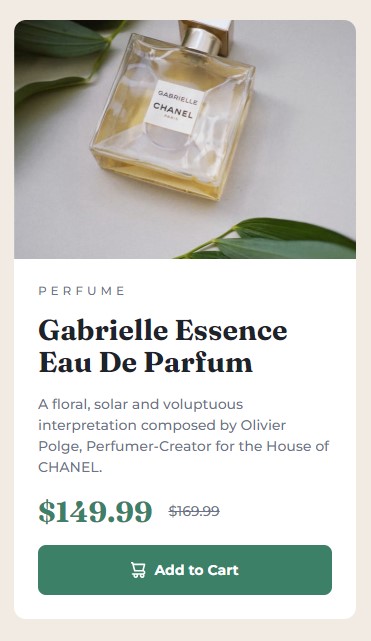 GABRIELLE
CHANEL
PARIS
PERFUME
Gabrielle Essence
Eau De Parfum
A floral, solar and voluptuous
interpretation composed by Olivier
Polge, Perfumer-Creator for the House of
CHANEL.
$149.99 $169.99
Add to Cart